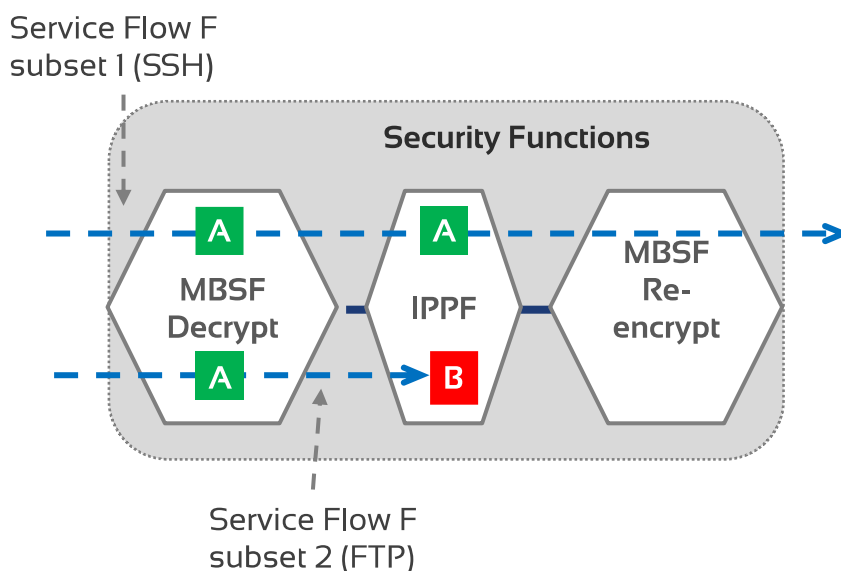 Service Flow F
subset 1 (SSH)
Security Functions
A
A
MBSF
Decrypt
IPPF
MBSF
Re-
encrypt
A
B
Service Flow F
subset 2 (FTP)